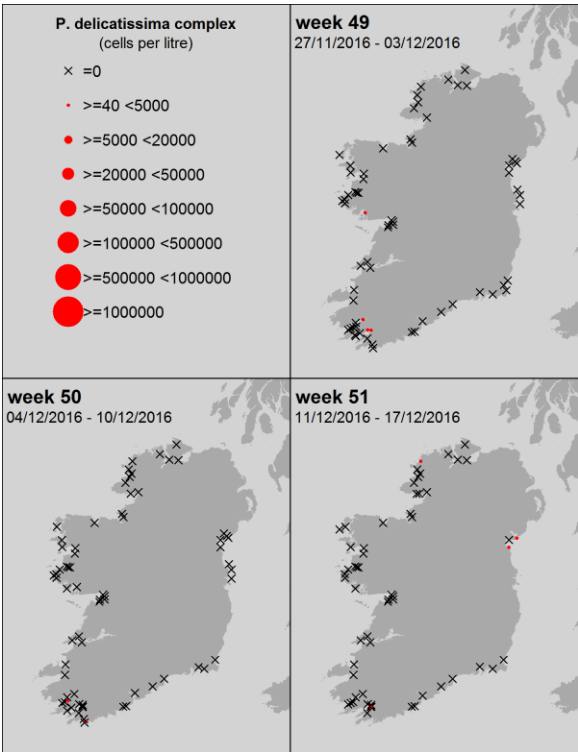 P. delicatissima complex
(cells per litre)
=0
>=40 <5000
>=5000 <20000
>=20000 <50000
>=50000 <100000
>=100000 <500000
>=500000 <1000000
>=1000000
week 49
27/11/2016 - 03/12/2016
week 50
04/12/2016 - 10/12/2016
week 51
11/12/2016 - 17/12/2016